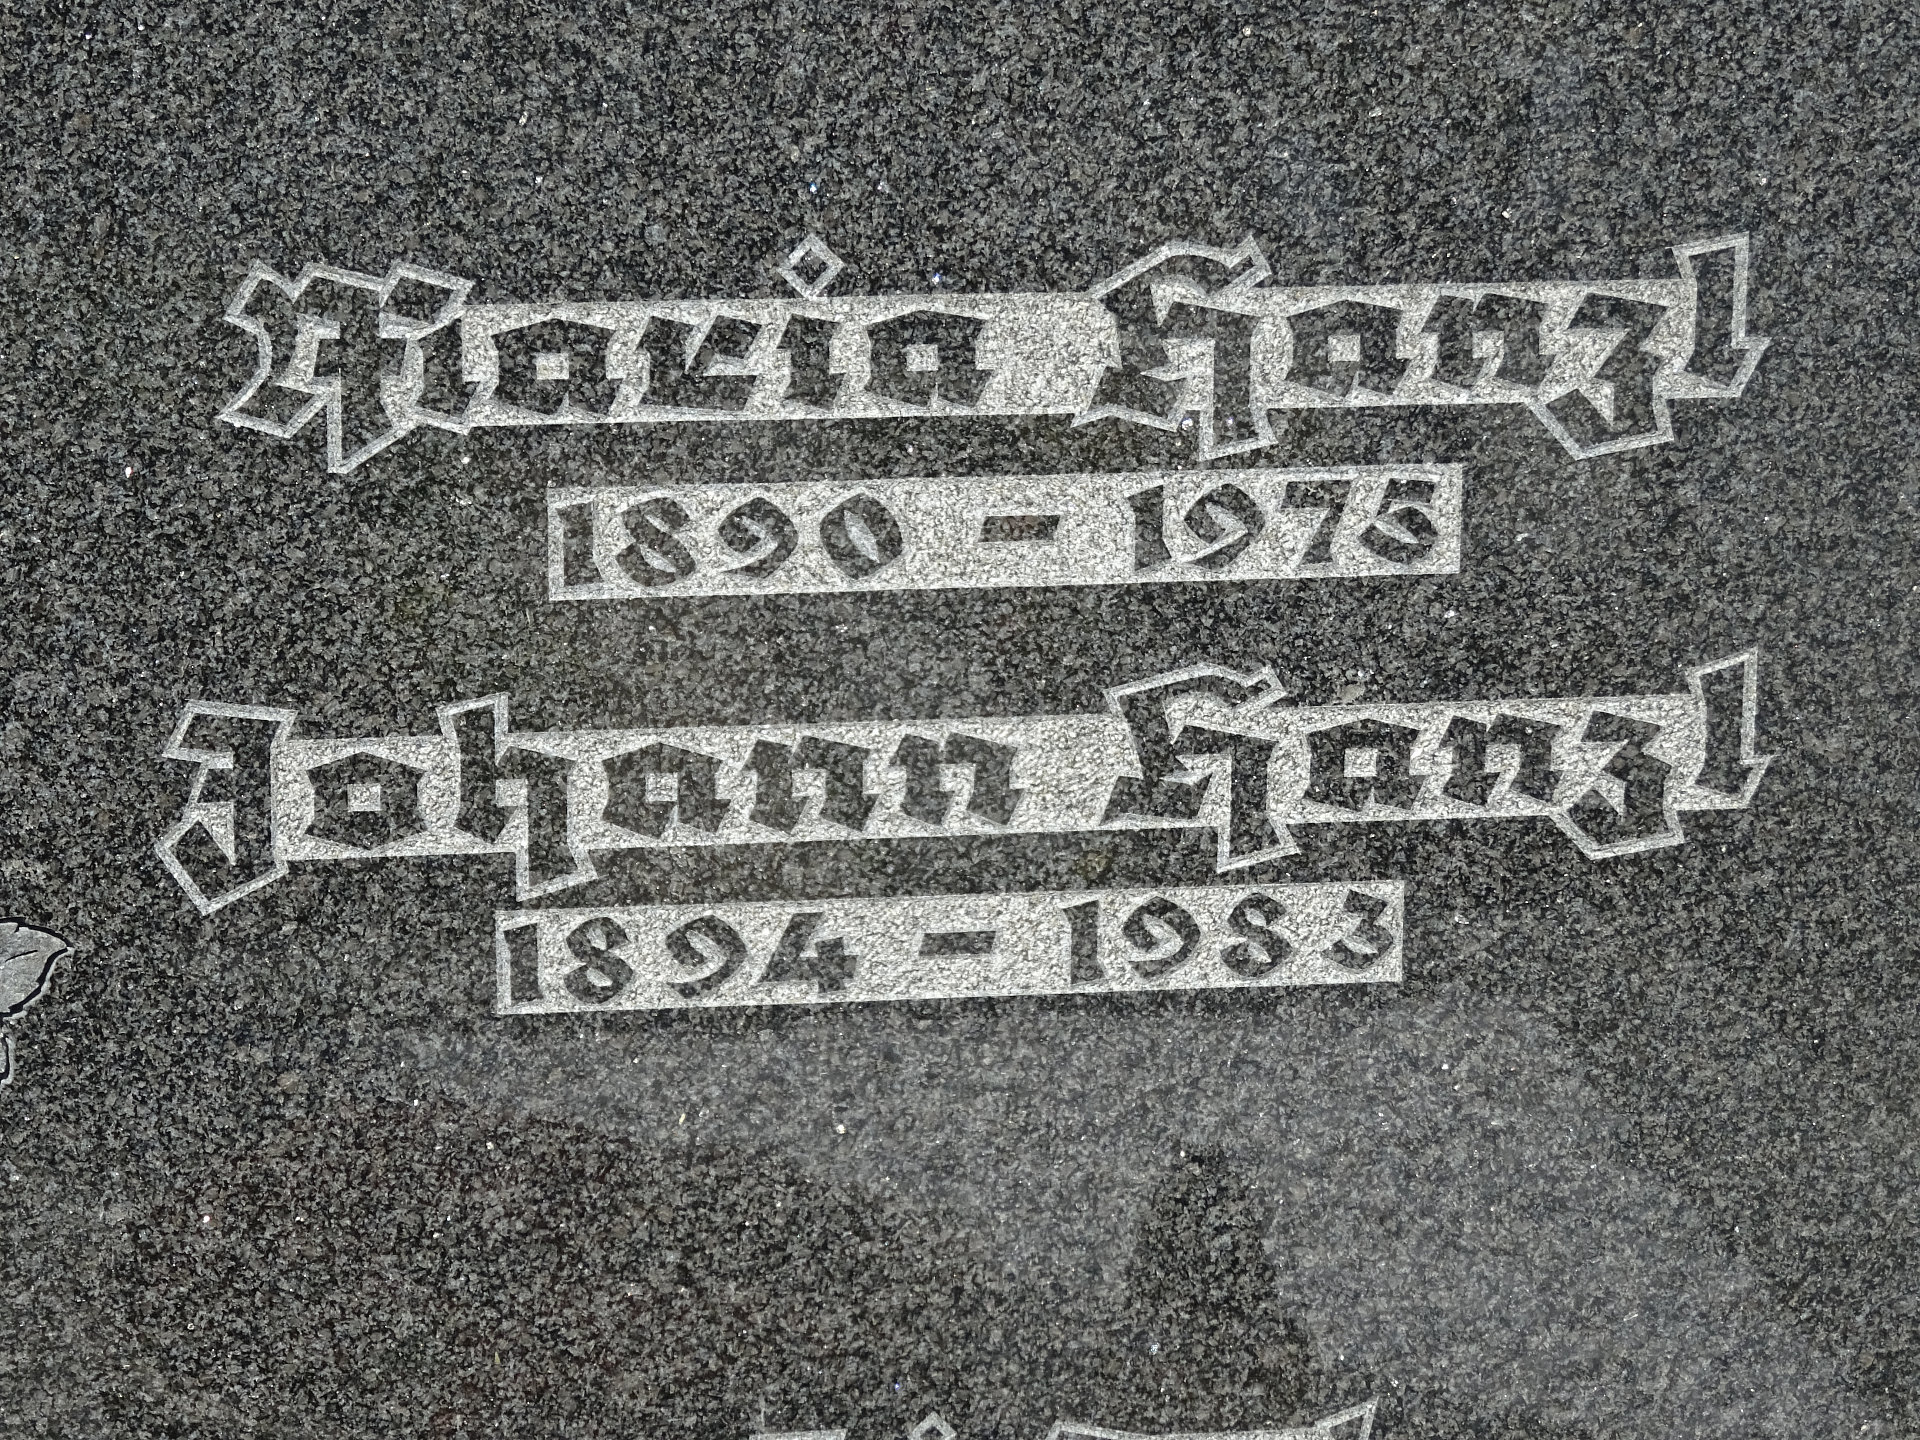 Maria Hanzl
1890 - 1975
Johann Hanzl
1894 - 1983